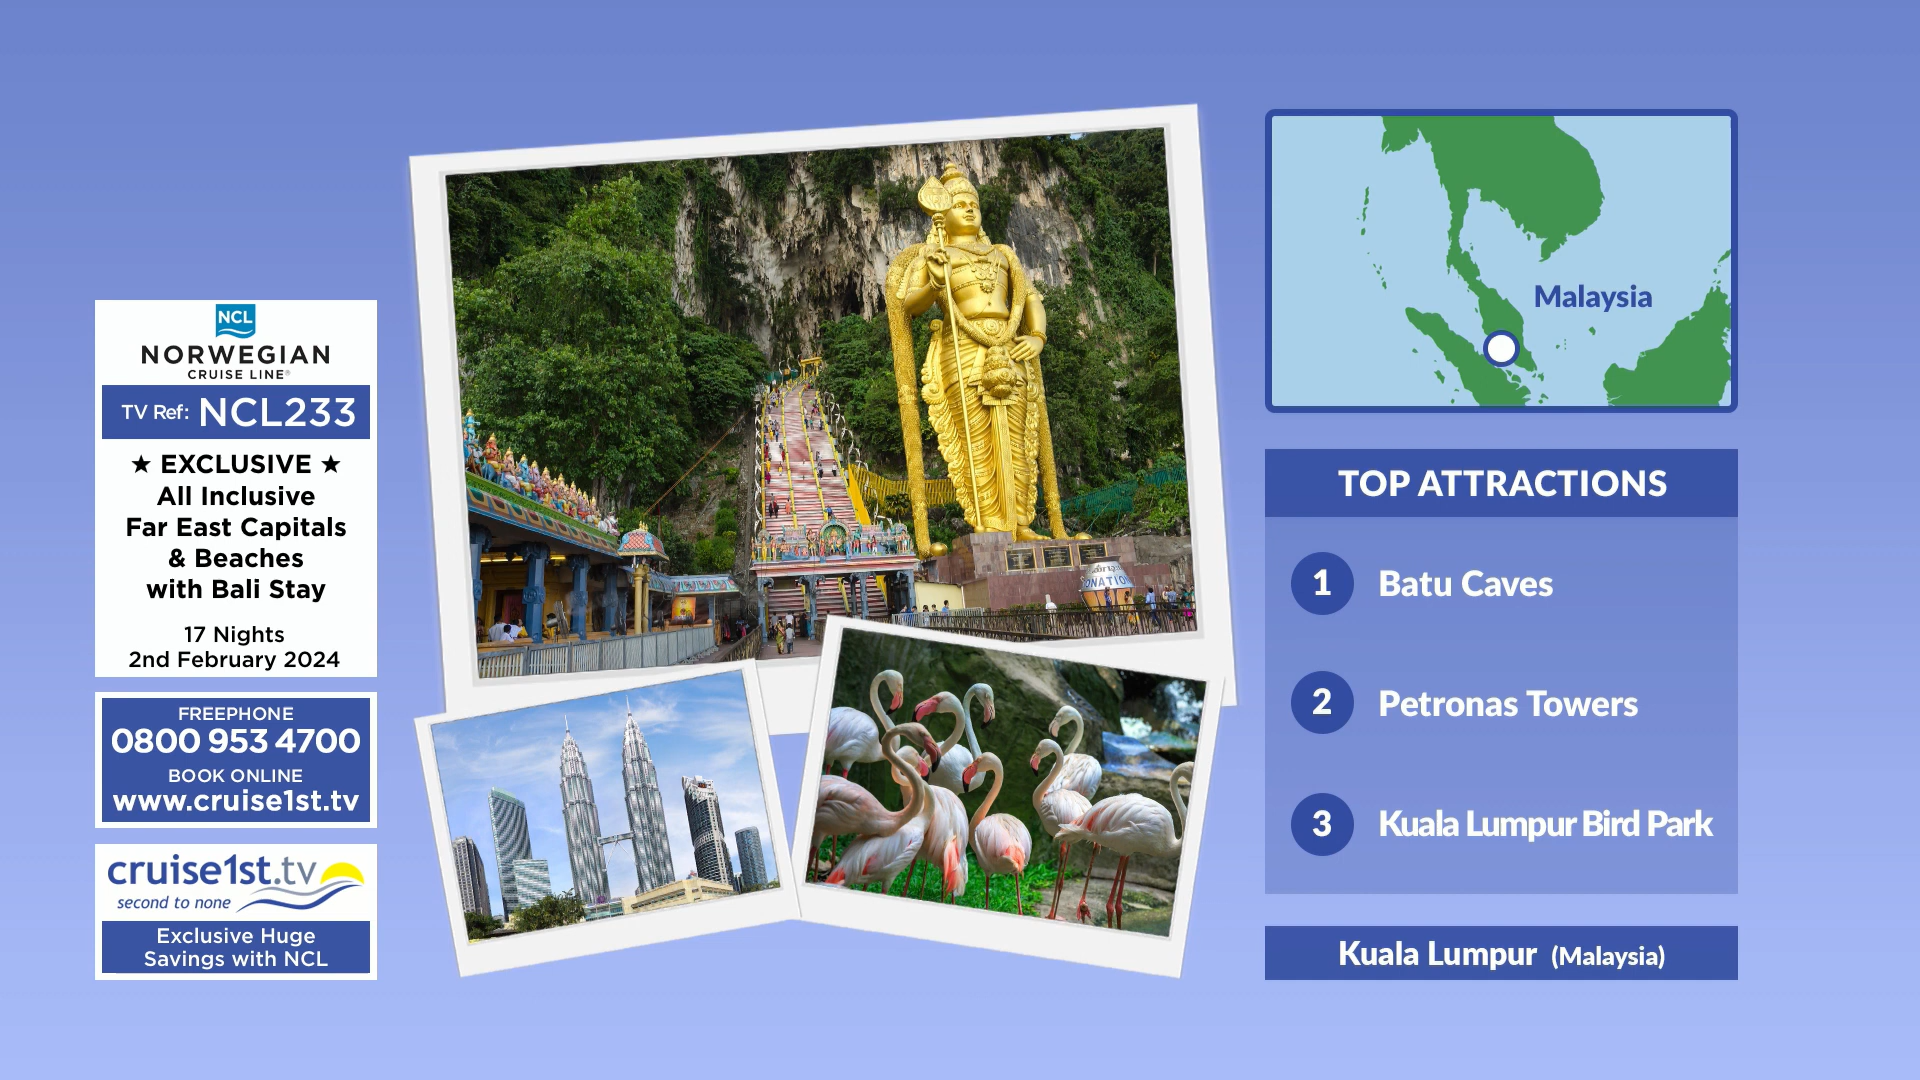 NCL
NORWEGIAN
CRUISE LINE®
TV Ref: NCL233
★ EXCLUSIVE ★
All Inclusive
Far East Capitals
& Beaches
with Bali Stay
17 Nights
2nd February 2024
FREEPHONE
0800 953 4700
BOOK ONLINE
www.cruise1st.tv
cruise1st.tv
second to none
Exclusive Huge
Savings with NCL
Malaysia
TOP ATTRACTIONS
1 Batu Caves
2 Petronas Towers
3 Kuala Lumpur Bird Park
Kuala Lumpur (Malaysia)